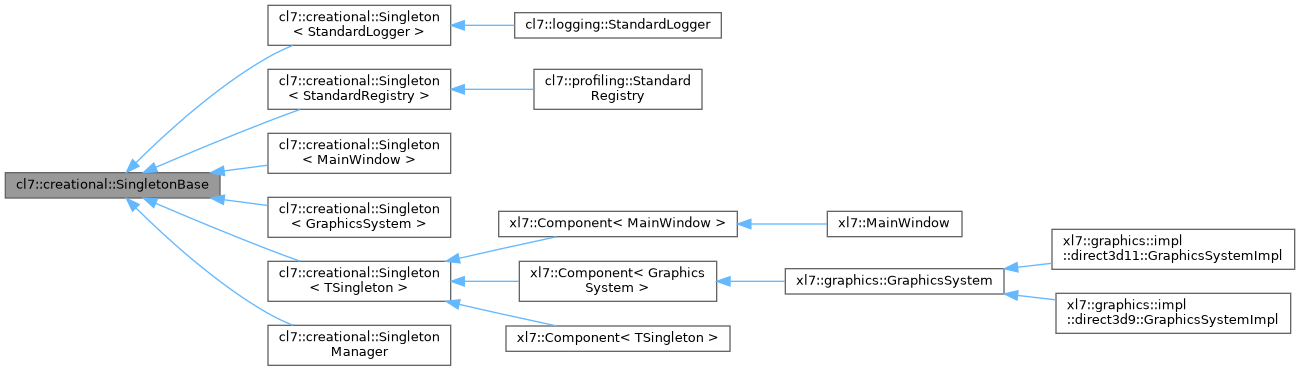 cl7::creational::SingletonBase
cl7::creational::Singleton
< StandardLogger >
cl7::logging::StandardLogger
cl7::creational::Singleton
< StandardRegistry >
cl7::profiling::Standard
Registry
cl7::creational::Singleton
< MainWindow >
cl7::creational::Singleton
< GraphicsSystem >
cl7::creational::Singleton
< TSingleton >
cl7::creational::Singleton
Manager
xl7::Component< MainWindow >
xl7::MainWindow
xl7::Component< Graphics
System >
xl7::graphics::GraphicsSystem
xl7::graphics::impl
::direct3d11::GraphicsSystemImpl
xl7::graphics::impl
::direct3d9::GraphicsSystemImpl
xl7::Component< TSingleton >